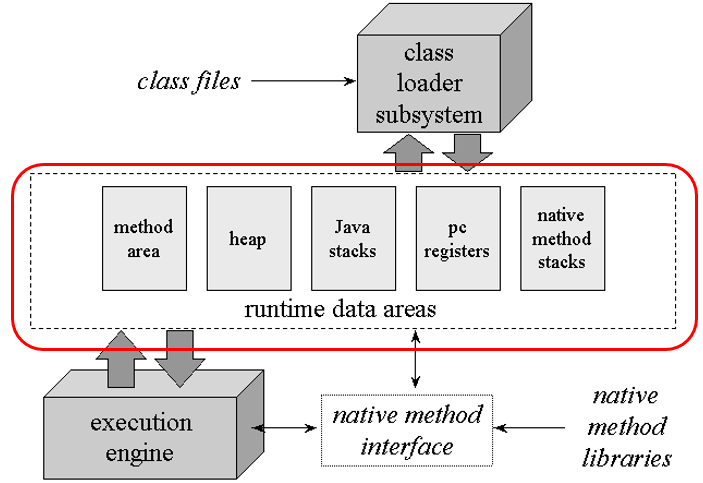 class
loader
subsystem
class files
method
area
heap
Java
stacks
pc
registers
native
method
stacks
runtime data areas
execution
engine
native method
interface
native
method
libraries